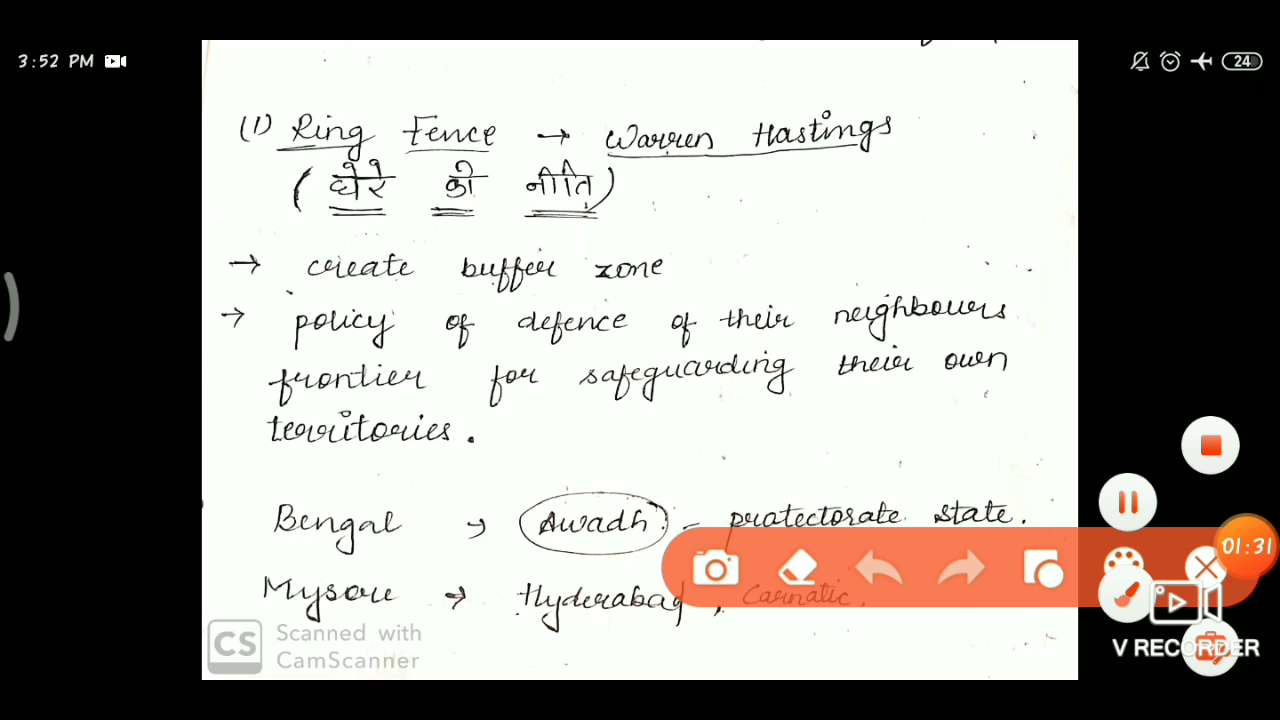 3:52 PM
24
(1) Ring Fence → Warren Hastings
(घेरे की नीति)
→ create buffer zone
→ policy of defence of their neighbours
frontier for safeguarding their own
territories.
Bengal → Awadh - protectorate state.
Mysore → Hyderabad, Carnatic.
01:31
CS Scanned with
CamScanner
V RECORDER